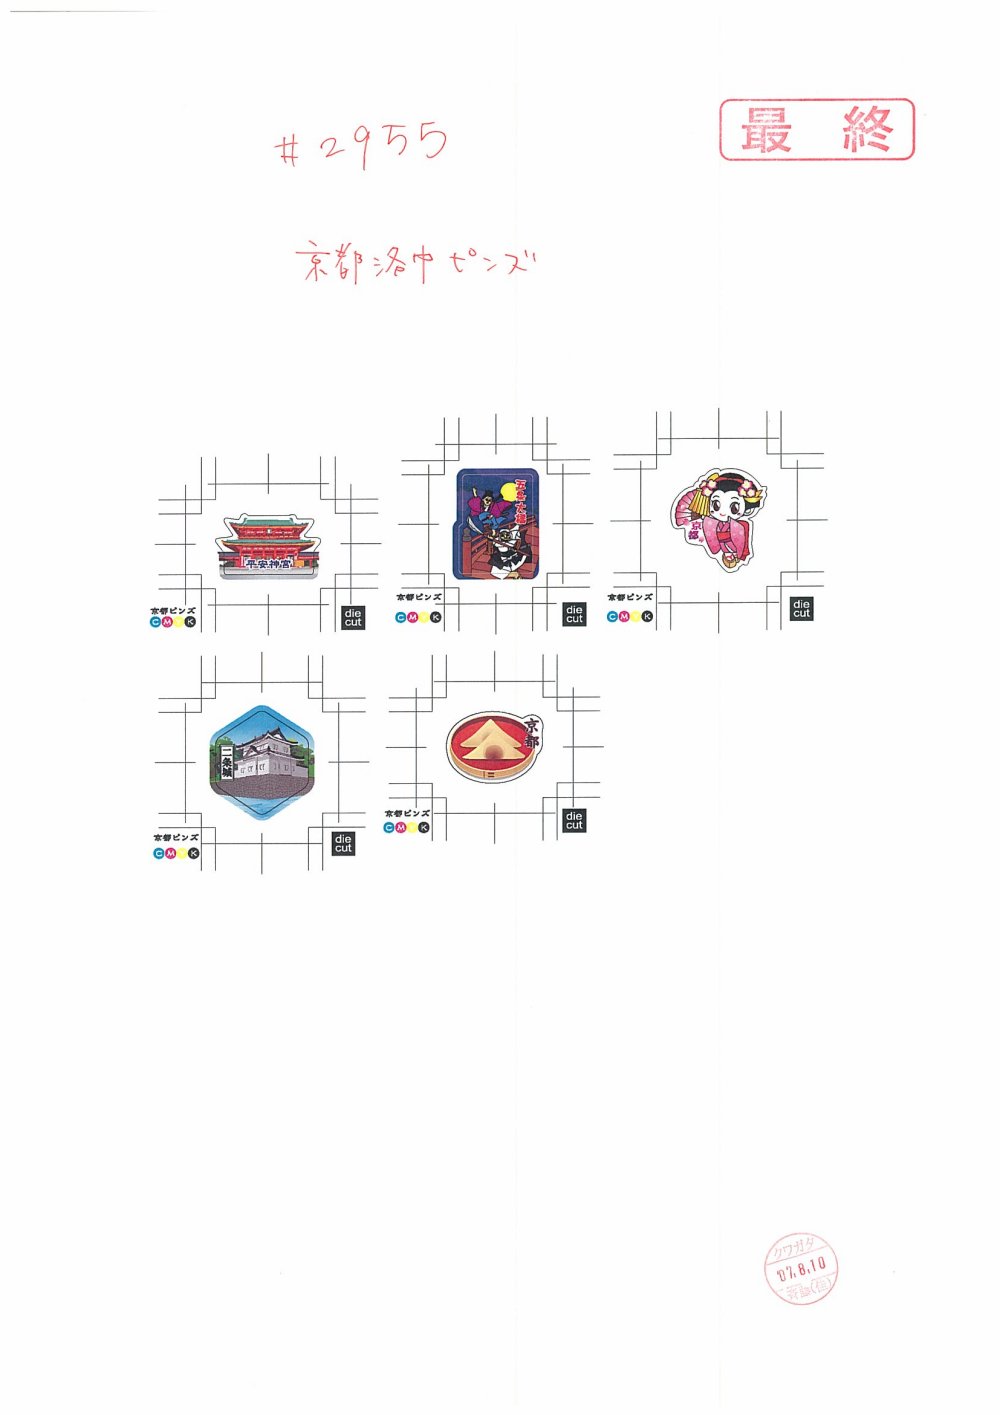 最 終
#2955
京都洛中ピンズ
平安神宮
京都ピンズ
C M Y K
die
cut
五条大橋
京都ピンズ
C M Y K
die
cut
京都
京都ピンズ
C M Y K
die
cut
二条城
京都ピンズ
C M Y K
die
cut
京都
京都ピンズ
C M Y K
die
cut
クワガタ
'07.8.10